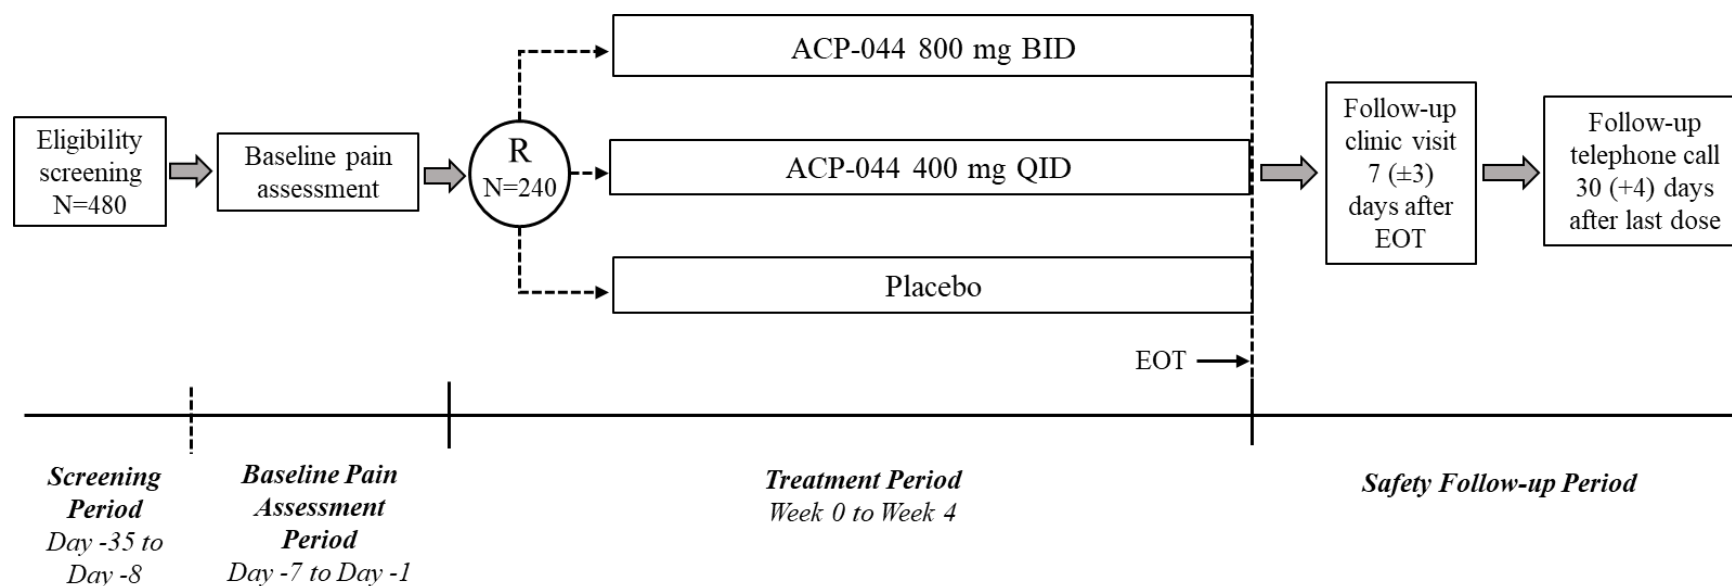 ACP-044 800 mg BID
Eligibility
screening
N=480
Baseline pain
assessment
R
N=240
ACP-044 400 mg QID
Placebo
EOT
Follow-up
clinic visit
7 (±3)
days after
EOT
Follow-up
telephone call
30 (+4) days
after last dose
Screening
Period
Day -35 to
Day -8
Baseline Pain
Assessment
Period
Day -7 to Day -1
Treatment Period
Week 0 to Week 4
Safety Follow-up Period